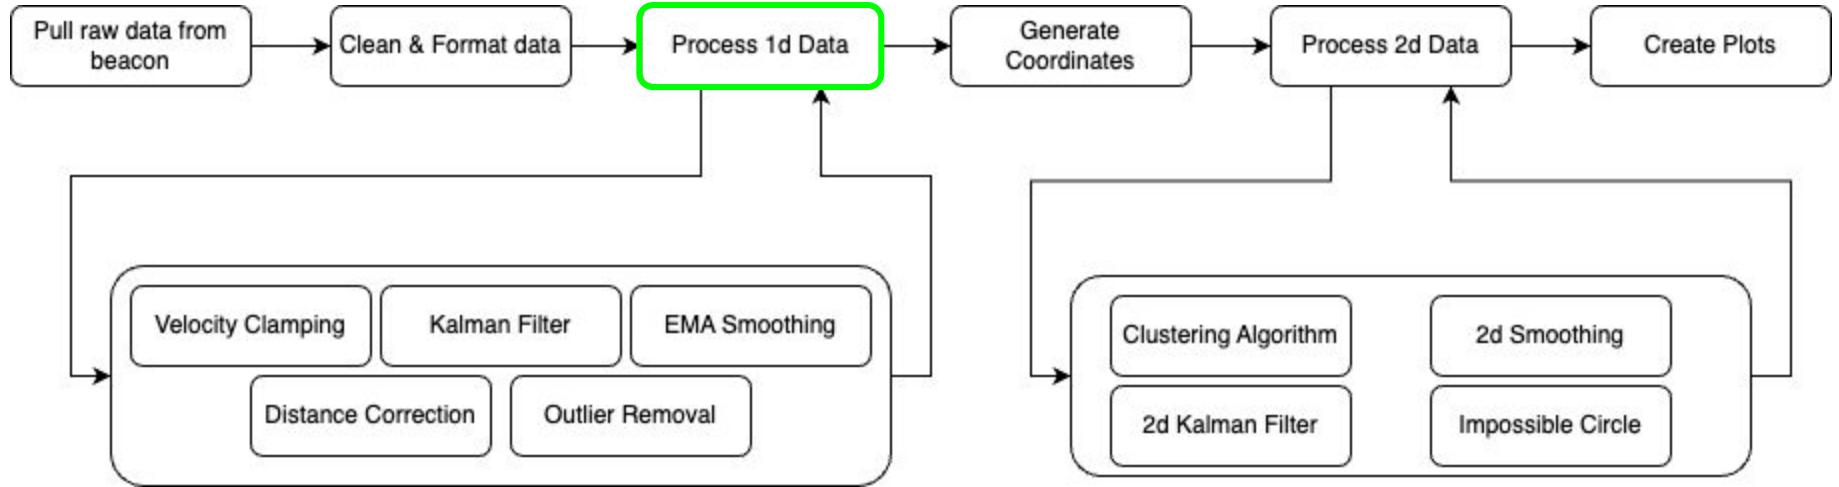 Pull raw data from
beacon
Clean & Format data
Process 1d Data
Generate
Coordinates
Process 2d Data
Create Plots
Velocity Clamping
Kalman Filter
EMA Smoothing
Distance Correction
Outlier Removal
Clustering Algorithm
2d Smoothing
2d Kalman Filter
Impossible Circle